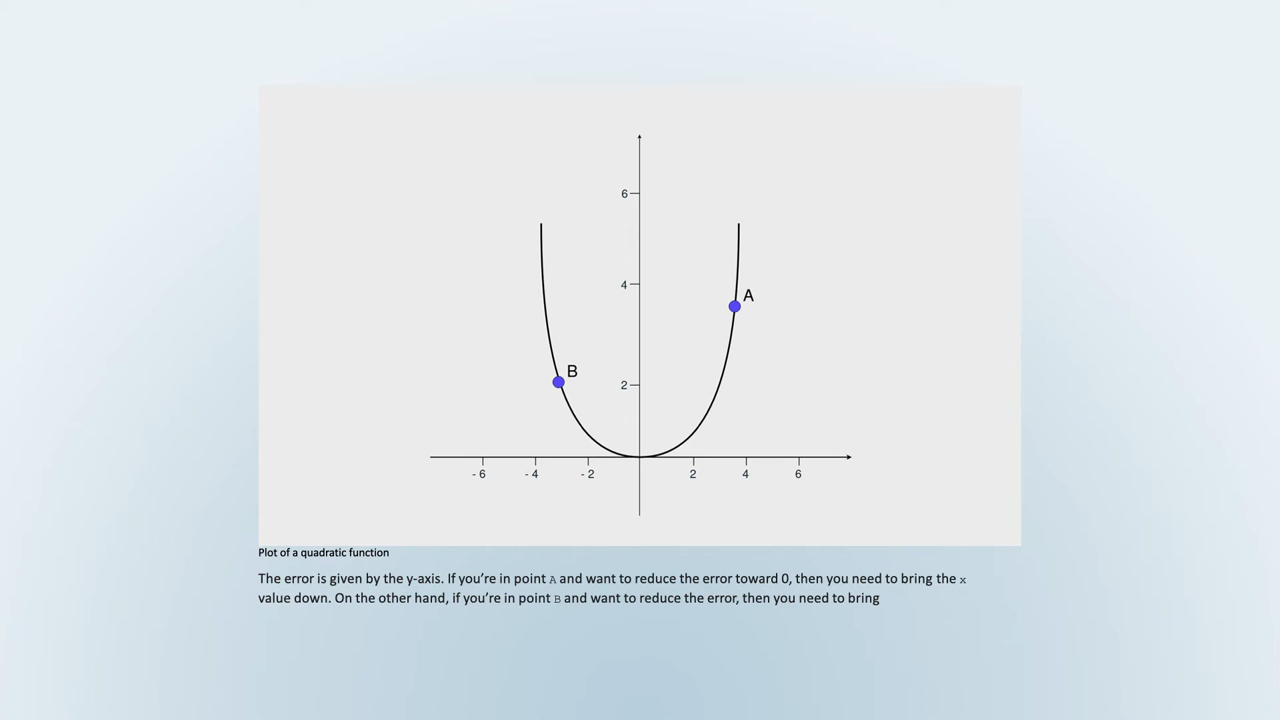 6
4
A
B
2
- 6
- 4
- 2
2
4
6
Plot of a quadratic function
The error is given by the y-axis. If you’re in point A and want to reduce the error toward 0, then you need to bring the x
value down. On the other hand, if you’re in point B and want to reduce the error, then you need to bring